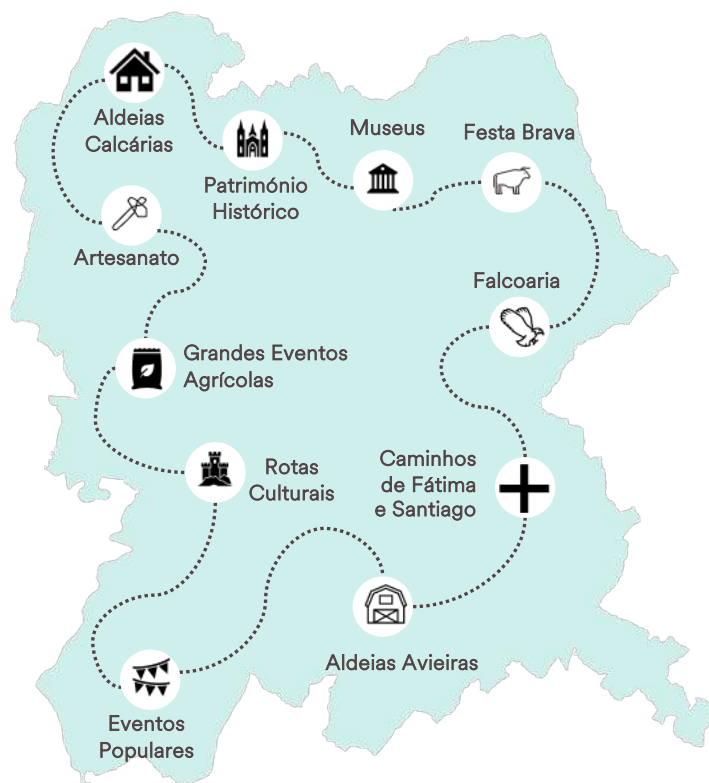 Aldeias
Calcárias
Património
Histórico
Museus
Festa Brava
Artesanato
Falcoaria
Grandes Eventos
Agrícolas
Rotas
Culturais
Caminhos
de Fátima
e Santiago
Aldeias Avieiras
Eventos
Populares